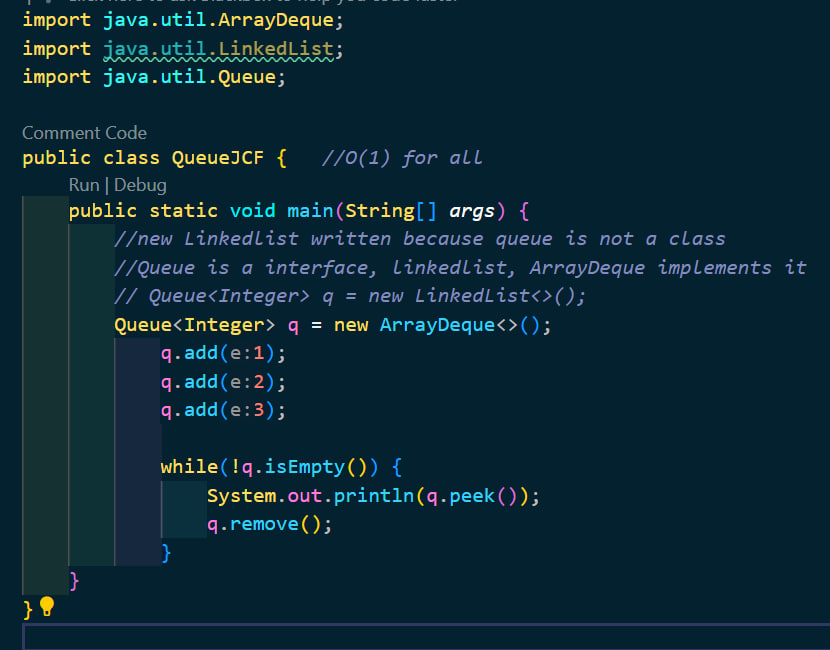 import java.util.ArrayDeque;
import java.util.LinkedList;
import java.util.Queue;
Comment Code
public class QueueJCF {   //O(1) for all
Run | Debug
public static void main(String[] args) {
//new Linkedlist written because queue is not a class
//Queue is a interface, linkedlist, ArrayDeque implements it
// Queue<Integer> q = new LinkedList<>();
Queue<Integer> q = new ArrayDeque<>();
q.add(e:1);
q.add(e:2);
q.add(e:3);
while(!q.isEmpty()) {
System.out.println(q.peek());
q.remove();
}
}
}